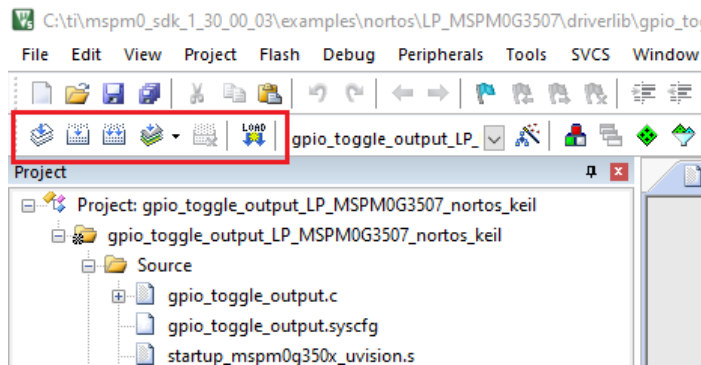 C:\ti\mspm0_sdk_1_30_00_03\examples\nortos\LP_MSPM0G3507\driverlib\gpio_to
File Edit View Project Flash Debug Peripherals Tools SVCS Window
LOAD gpio_toggle_output_LP_
Project
Project: gpio_toggle_output_LP_MSPM0G3507_nortos_keil
gpio_toggle_output_LP_MSPM0G3507_nortos_keil
Source
gpio_toggle_output.c
gpio_toggle_output.syscfg
startup_mspm0g350x_uvision.s